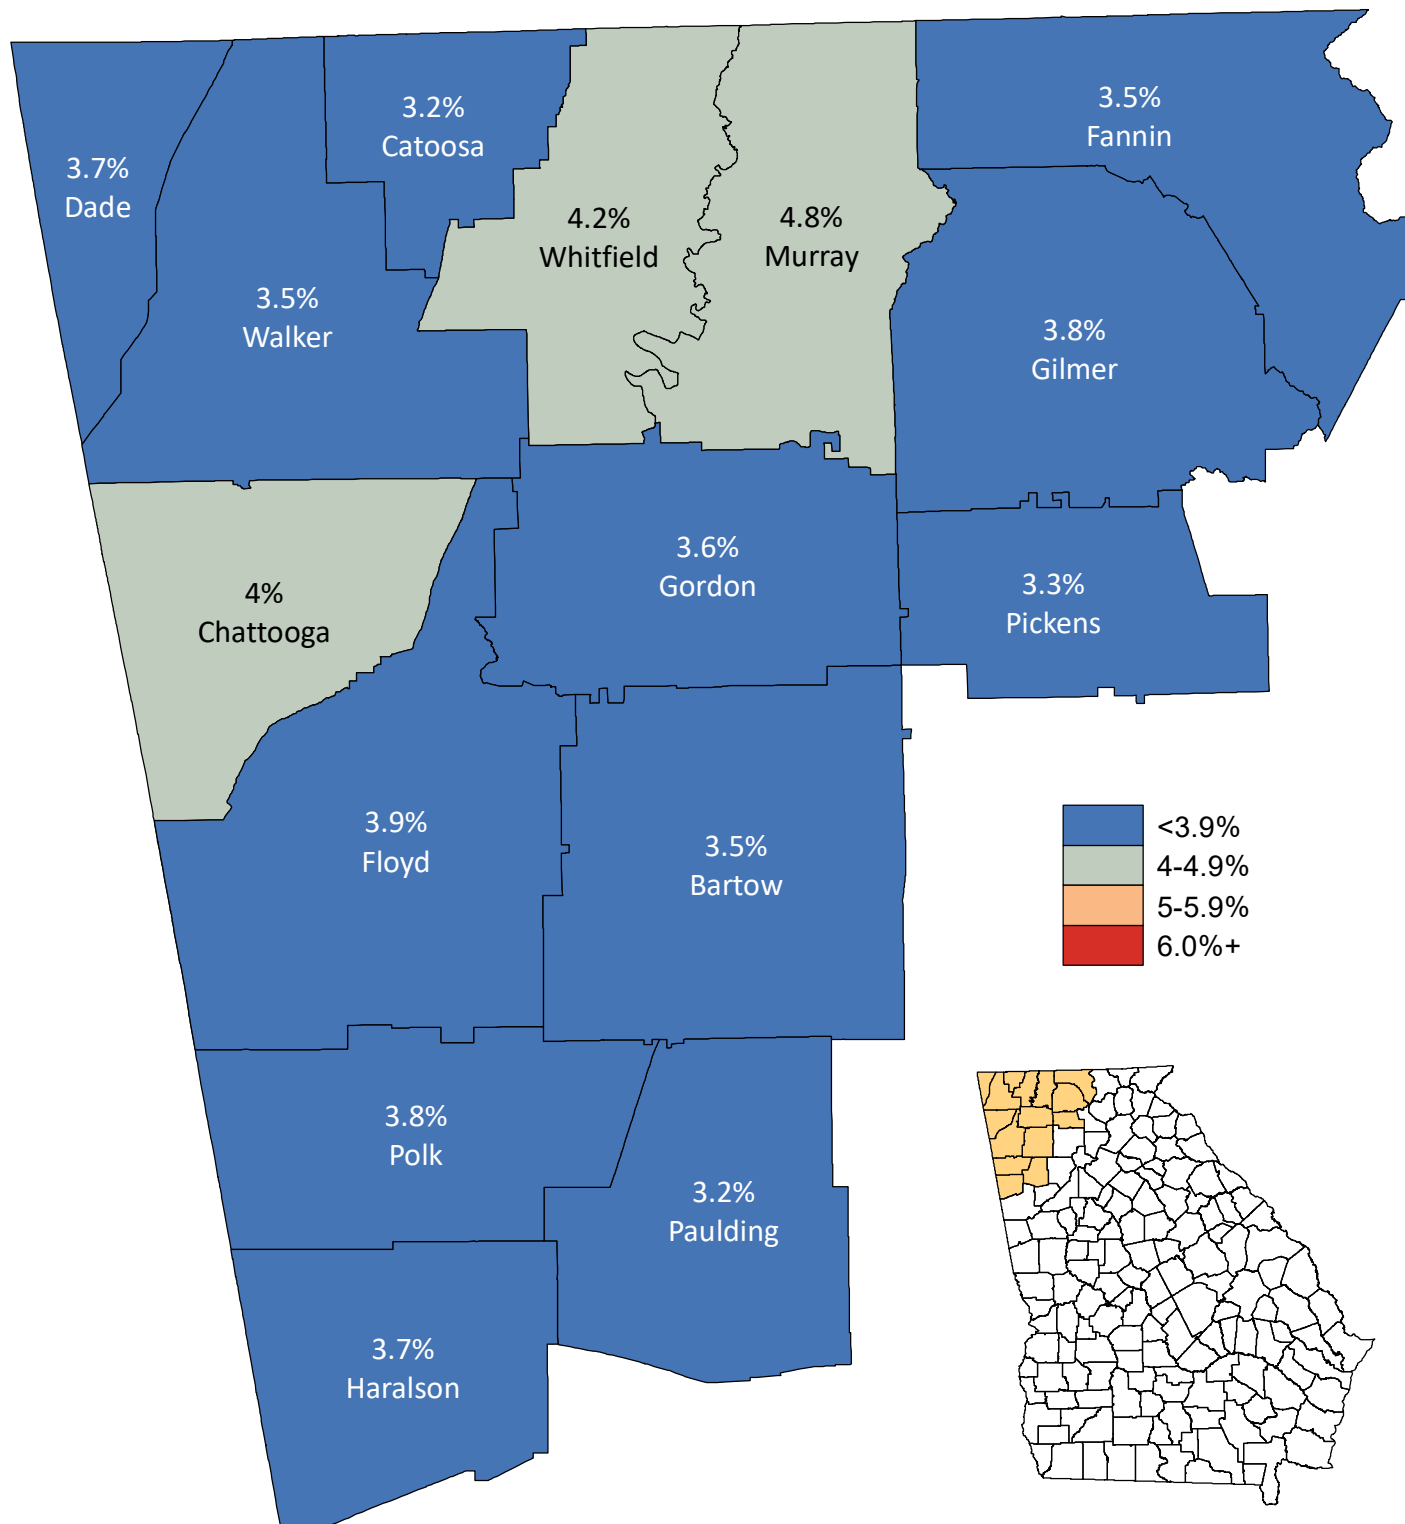 3.2%
Catoosa
3.5%
Fannin
3.7%
Dade
4.2%
Whitfield
4.8%
Murray
3.5%
Walker
3.8%
Gilmer
3.6%
Gordon
3.3%
Pickens
4%
Chattooga
3.9%
Floyd
3.5%
Bartow
<3.9%
4-4.9%
5-5.9%
6.0%+
3.8%
Polk
3.2%
Paulding
3.7%
Haralson